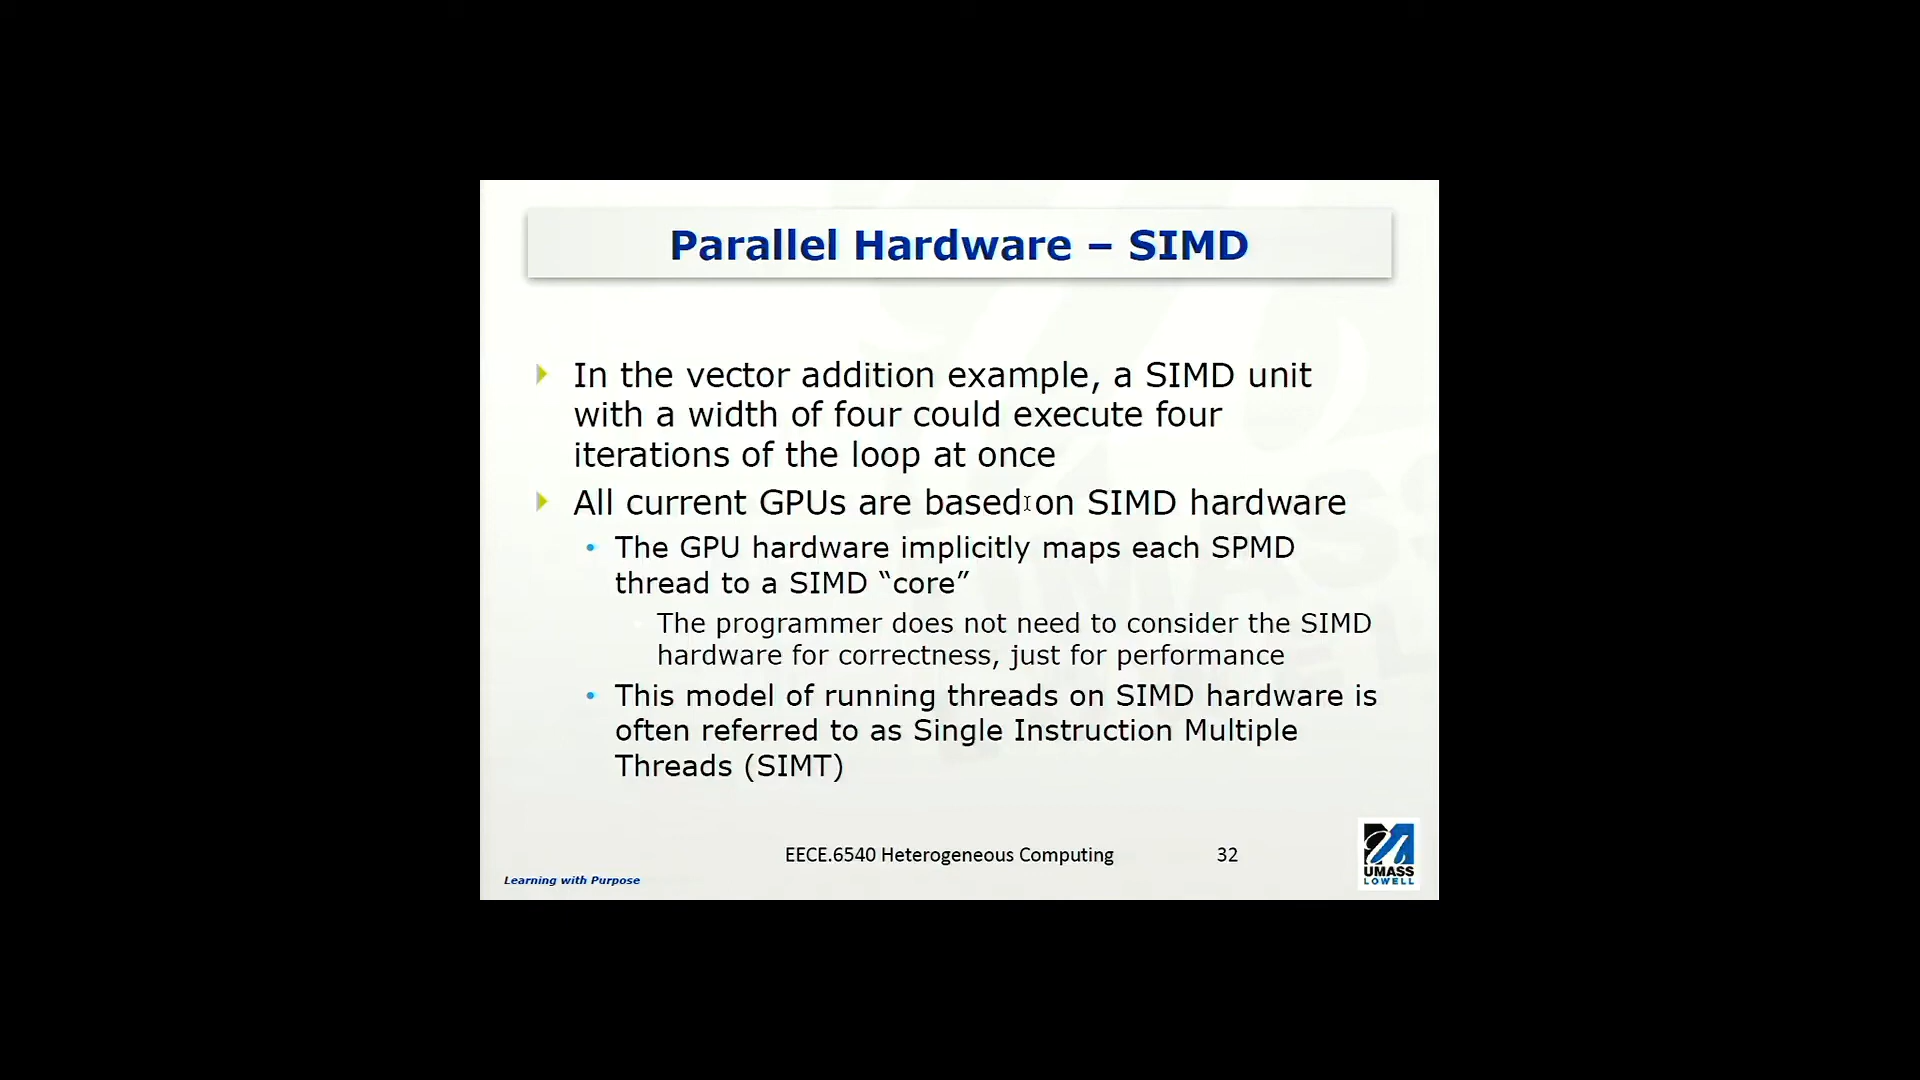 Parallel Hardware – SIMD
In the vector addition example, a SIMD unit
with a width of four could execute four
iterations of the loop at once
All current GPUs are based on SIMD hardware
The GPU hardware implicitly maps each SPMD
thread to a SIMD “core”
The programmer does not need to consider the SIMD
hardware for correctness, just for performance
This model of running threads on SIMD hardware is
often referred to as Single Instruction Multiple
Threads (SIMT)
EECE.6540 Heterogeneous Computing 32
Learning with Purpose
UMASS
LOWELL